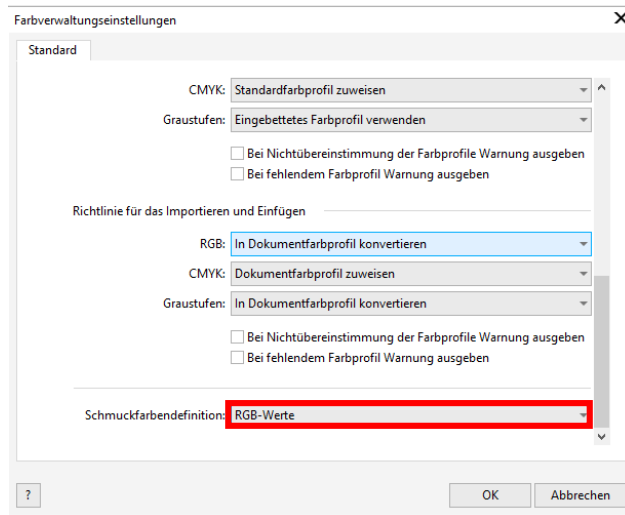 Farbverwaltungseinstellungen
Standard
CMYK: Standardfarbprofil zuweisen
Graustufen: Eingebettetes Farbprofil verwenden
Bei Nichtübereinstimmung der Farbprofile Warnung ausgeben
Bei fehlendem Farbprofil Warnung ausgeben
Richtlinie für das Importieren und Einfügen
RGB: In Dokumentfarbprofil konvertieren
CMYK: Dokumentfarbprofil zuweisen
Graustufen: In Dokumentfarbprofil konvertieren
Bei Nichtübereinstimmung der Farbprofile Warnung ausgeben
Bei fehlendem Farbprofil Warnung ausgeben
Schmuckfarbendefinition: RGB-Werte
? OK Abbrechen